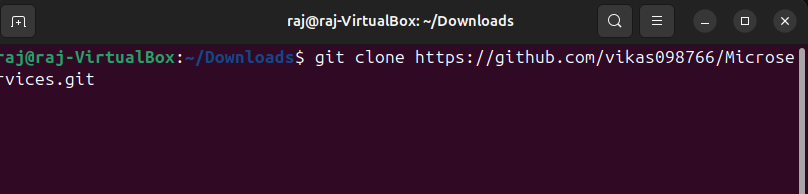 raj@raj-VirtualBox: ~/Downloads
raj@raj-VirtualBox:~/Downloads$ git clone https://github.com/vikas098766/Microse
rvices.git